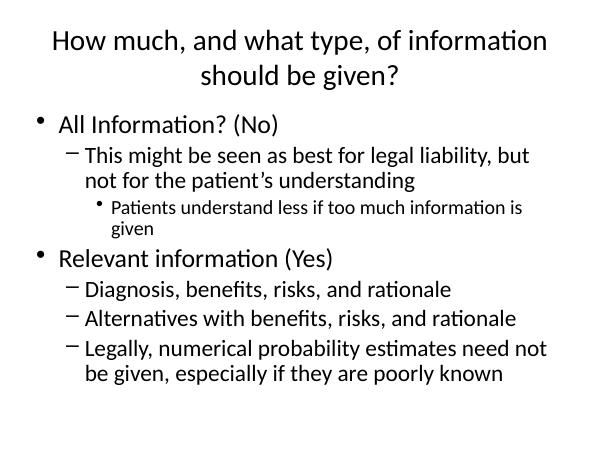 How much, and what type, of information
should be given?
• All Information? (No)
– This might be seen as best for legal liability, but
not for the patient’s understanding
• Patients understand less if too much information is
given
• Relevant information (Yes)
– Diagnosis, benefits, risks, and rationale
– Alternatives with benefits, risks, and rationale
– Legally, numerical probability estimates need not
be given, especially if they are poorly known